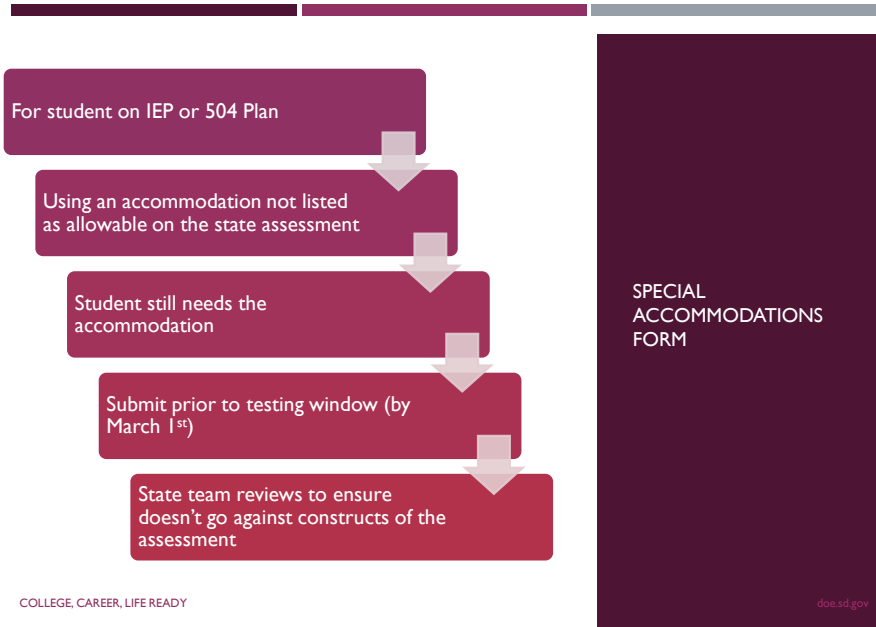 For student on IEP or 504 Plan
Using an accommodation not listed
as allowable on the state assessment
Student still needs the
accommodation
Submit prior to testing window (by
March 1st)
State team reviews to ensure
doesn't go against constructs of the
assessment
SPECIAL
ACCOMMODATIONS
FORM
COLLEGE, CAREER, LIFE READY
doe.sd.gov